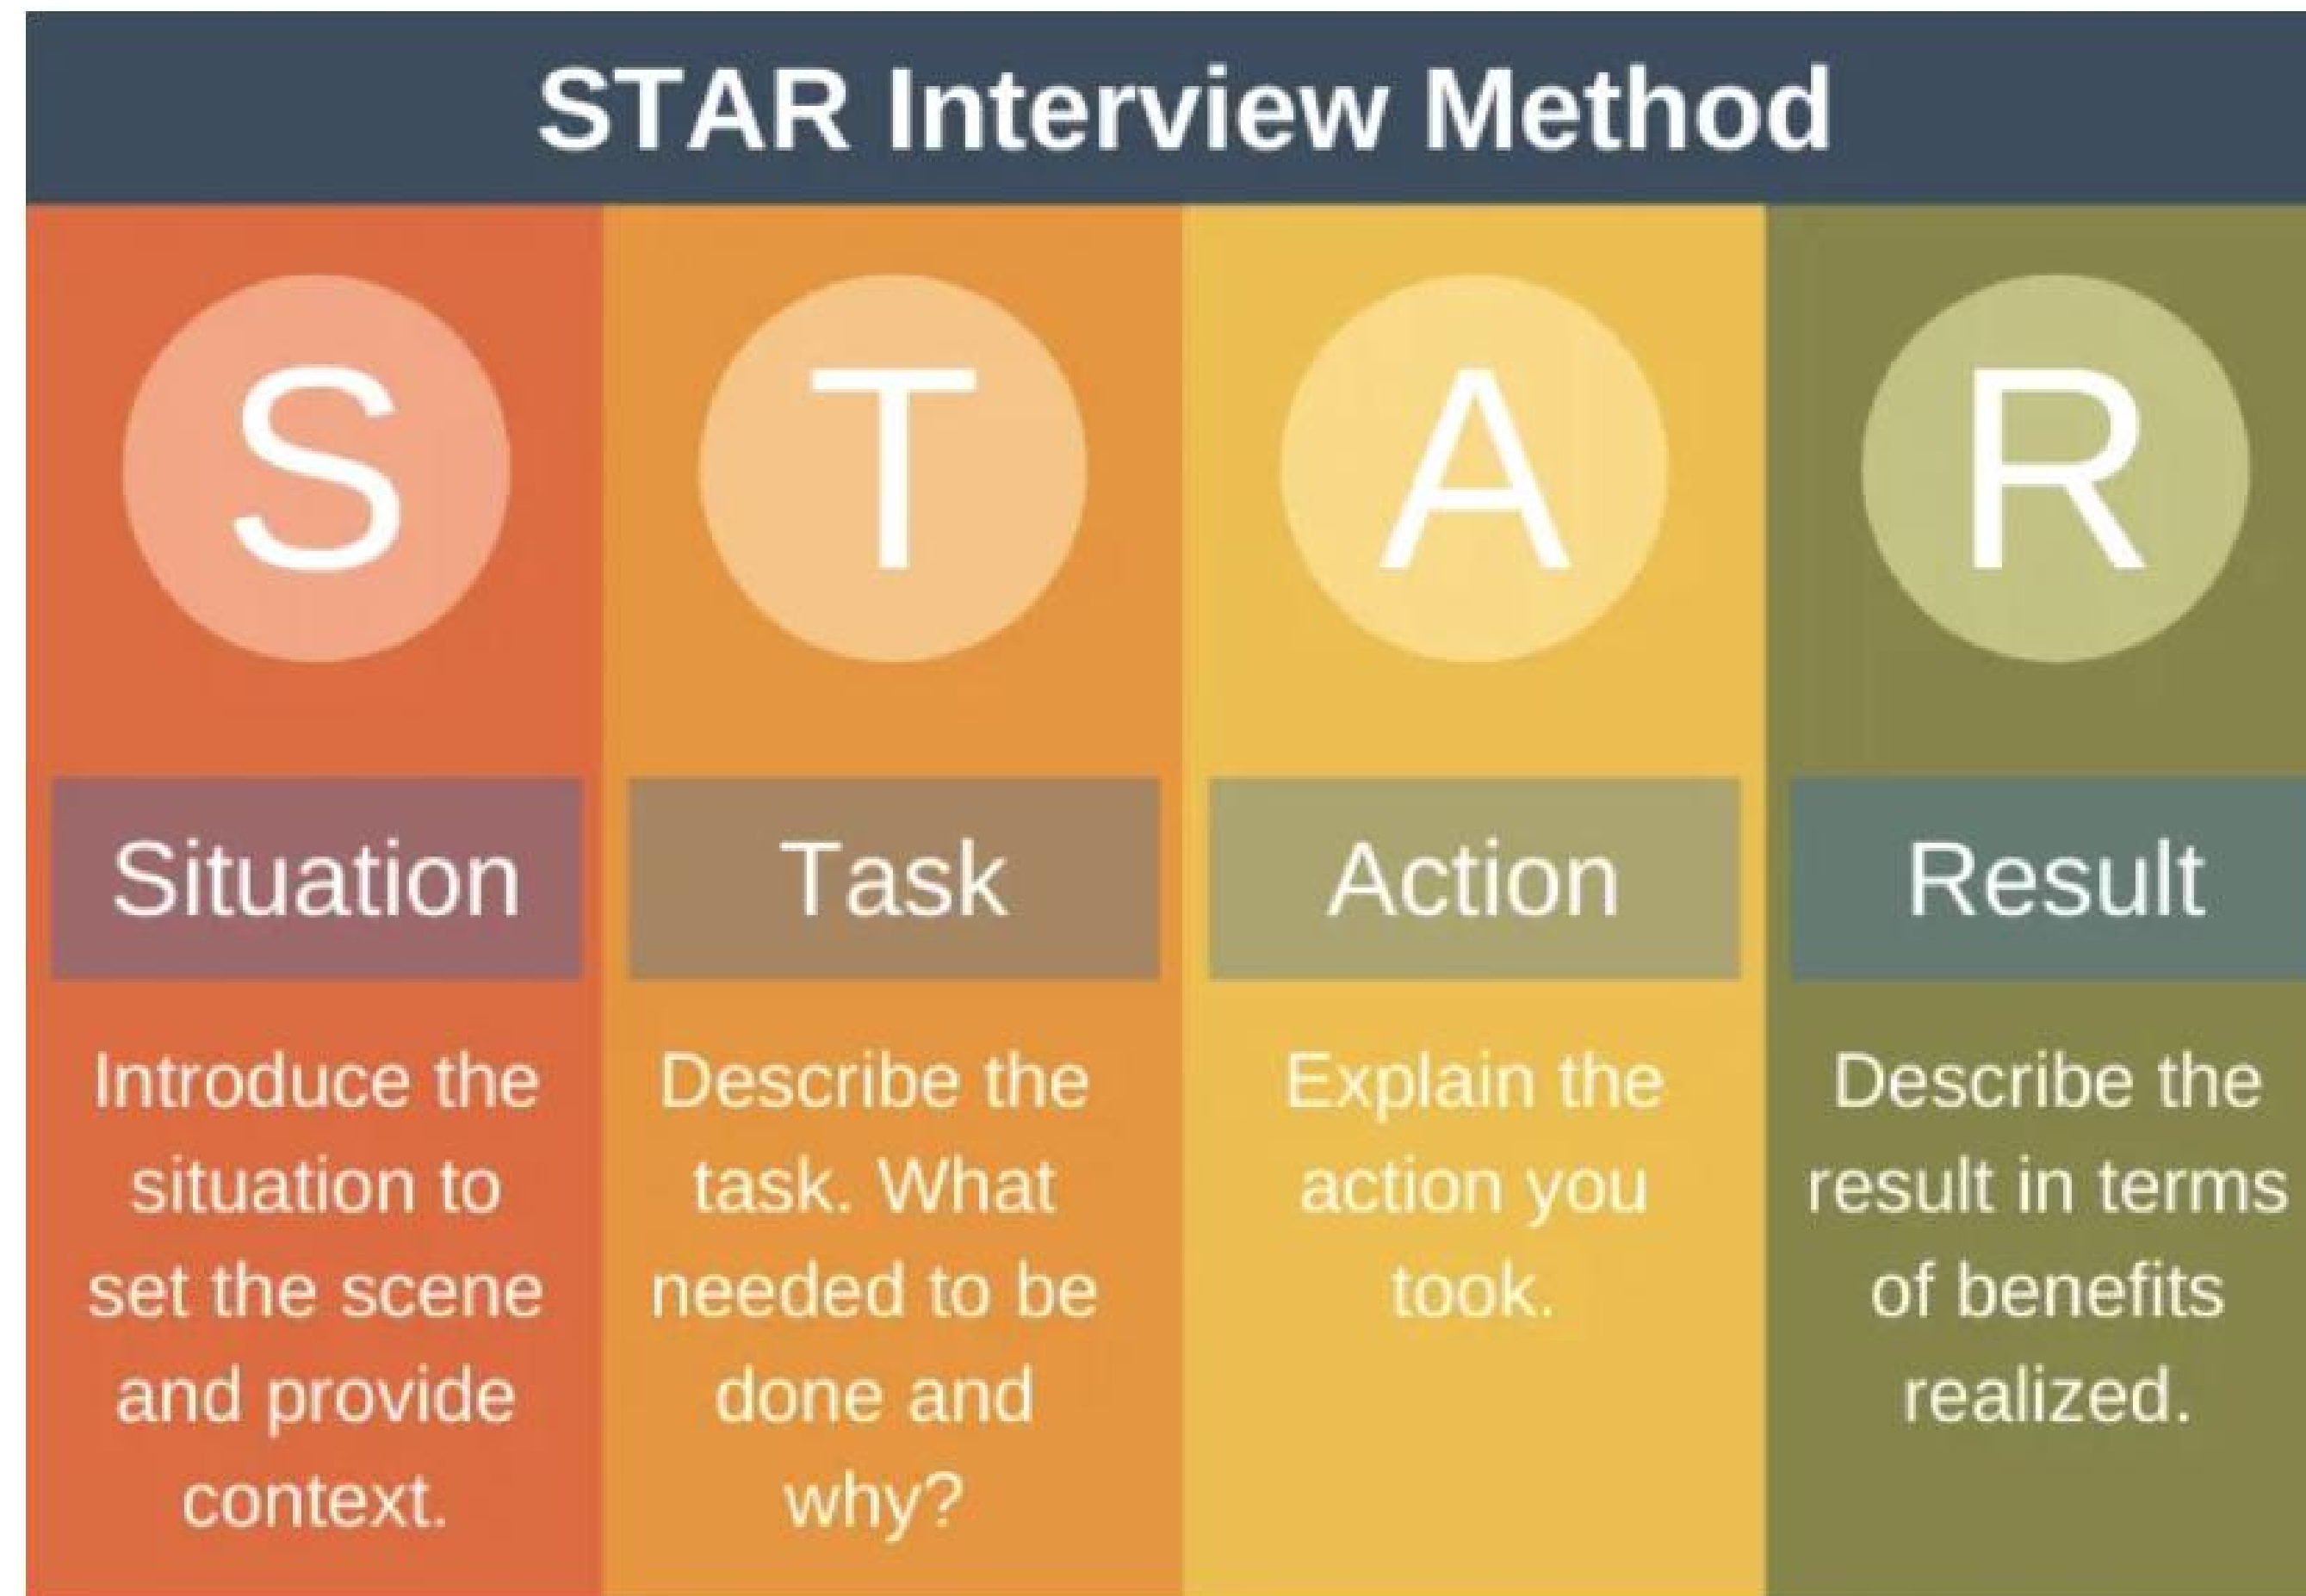 STAR Interview Method
S
T
A
R
Situation
Task
Action
Result
Introduce the
situation to
set the scene
and provide
context.
Describe the
task. What
needed to be
done and
why?
Explain the
action you
took.
Describe the
result in terms
of benefits
realized.